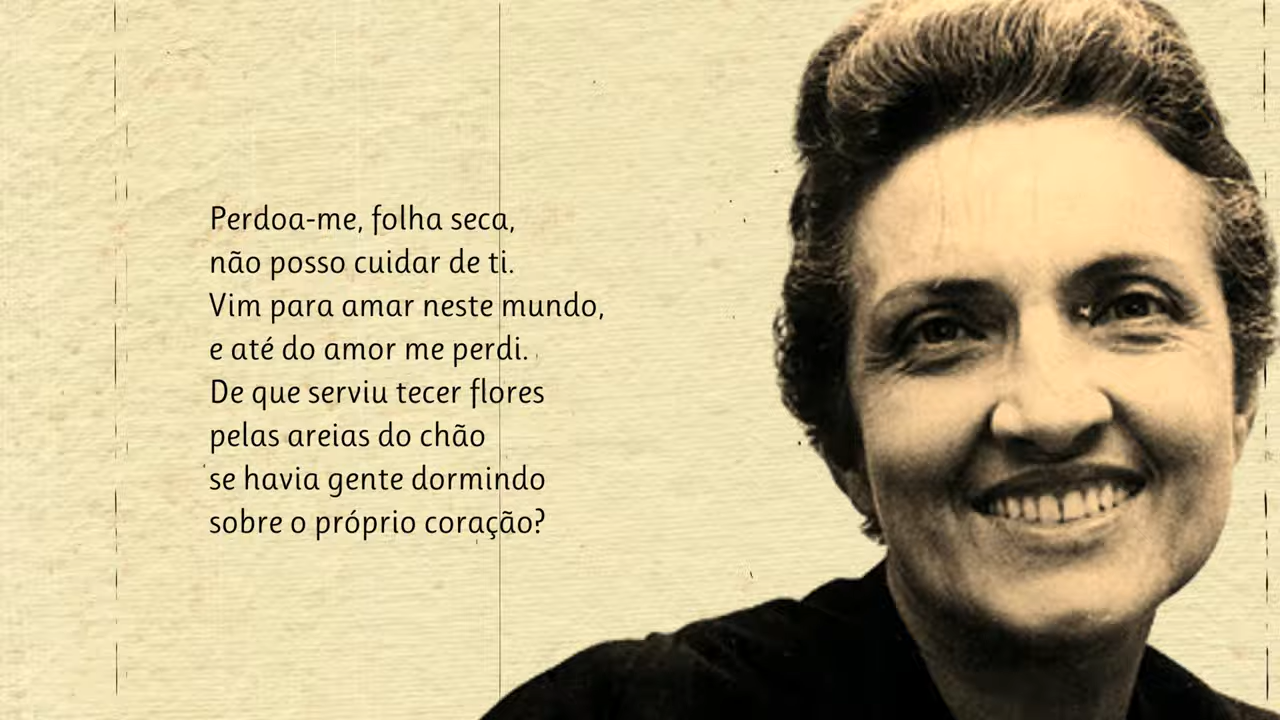 Perdoa-me, folha seca,
não posso cuidar de ti.
Vim para amar neste mundo,
e até do amor me perdi.
De que serviu tecer flores
pelas areias do chão
se havia gente dormindo
sobre o próprio coração?